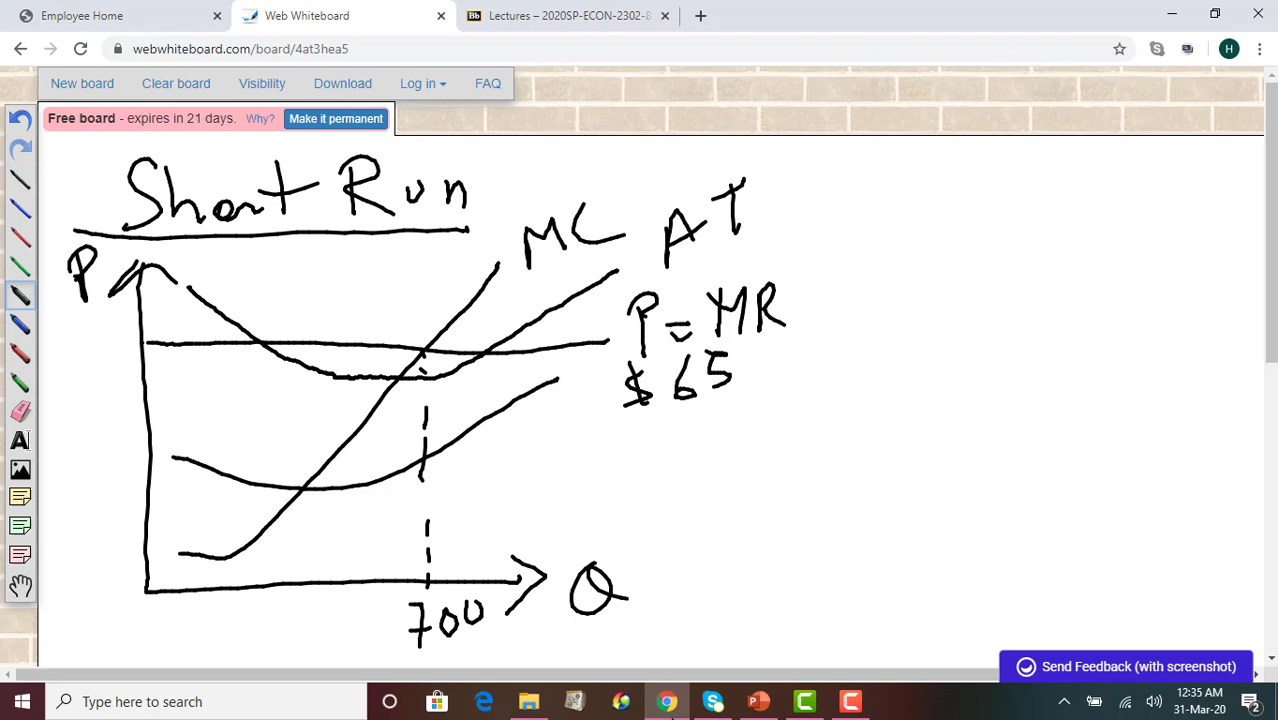 Employee Home
Web Whiteboard
Lectures – 2020SP-ECON-2302-8
webwhiteboard.com/board/4at3hea5
H
New board
Clear board
Visibility
Download
Log in
FAQ
Free board - expires in 21 days. Why? Make it permanent
Short Run
MC
AT
P
P = MR
$65
A
700
Q
Send Feedback (with screenshot)
Type here to search
12:35 AM
31-Mar-20
2